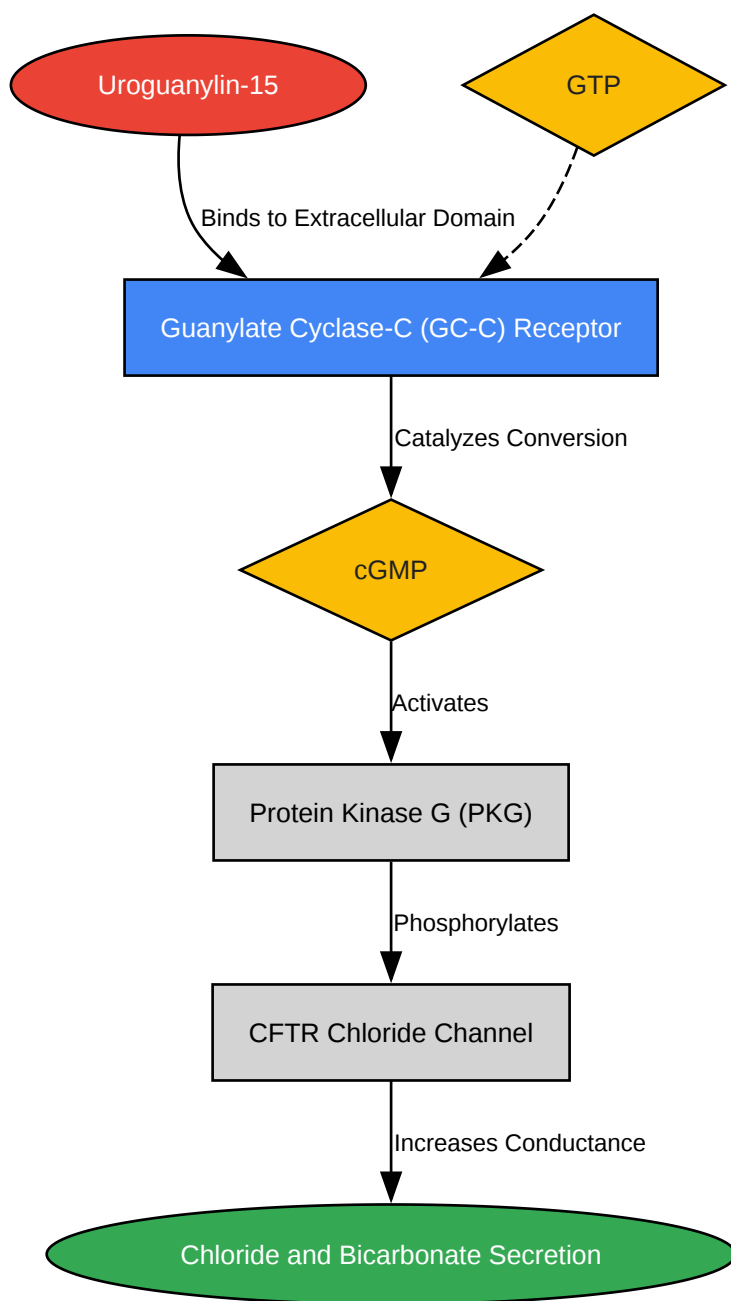 Uroguanylin-15
GTP
Binds to Extracellular Domain
Guanylate Cyclase-C (GC-C) Receptor
Catalyzes Conversion
cGMP
Activates
Protein Kinase G (PKG)
Phosphorylates
CFTR Chloride Channel
Increases Conductance
Chloride and Bicarbonate Secretion